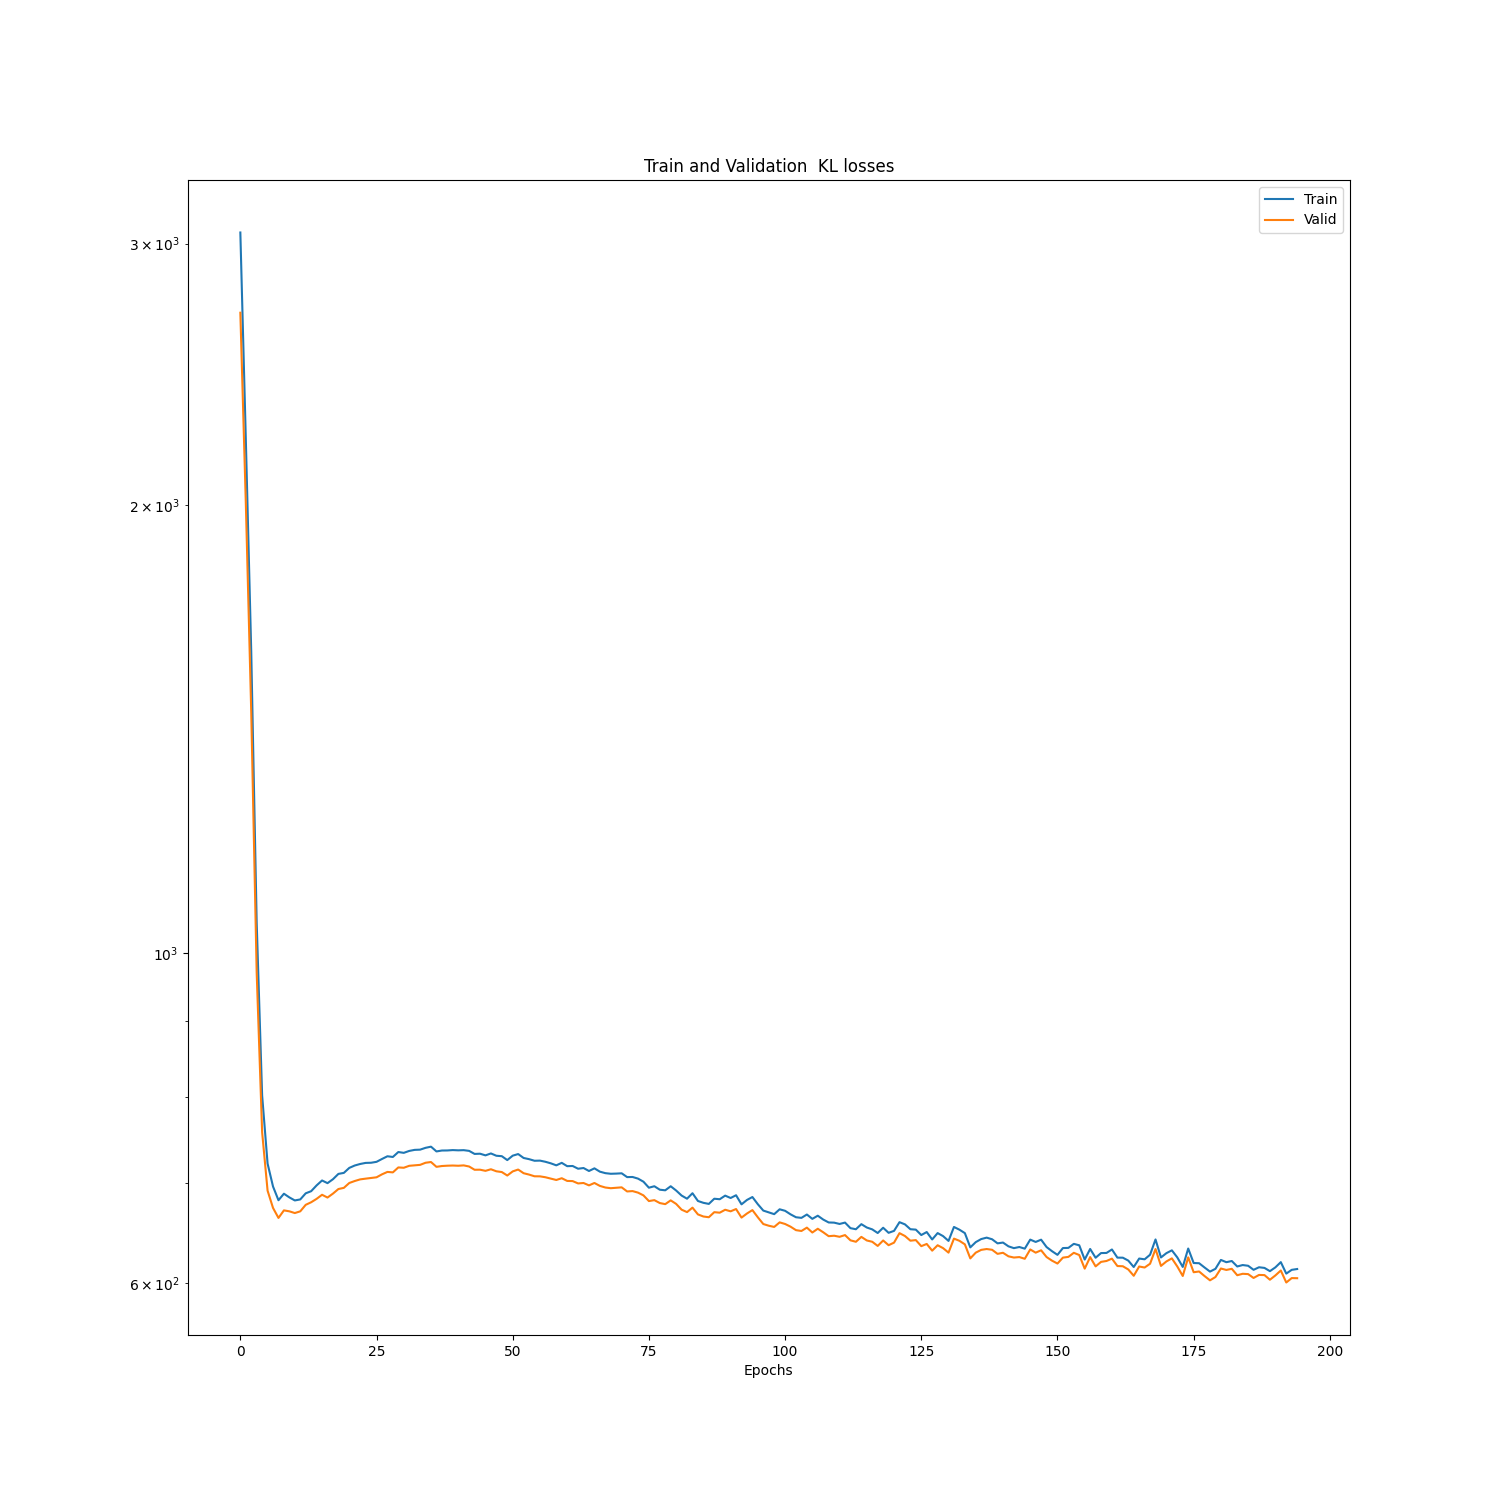 Train and Validation  KL losses
Train
Valid
3 × 10³
2 × 10³
10³
6 × 10²
0 25 50 75 100 125 150 175 200
Epochs